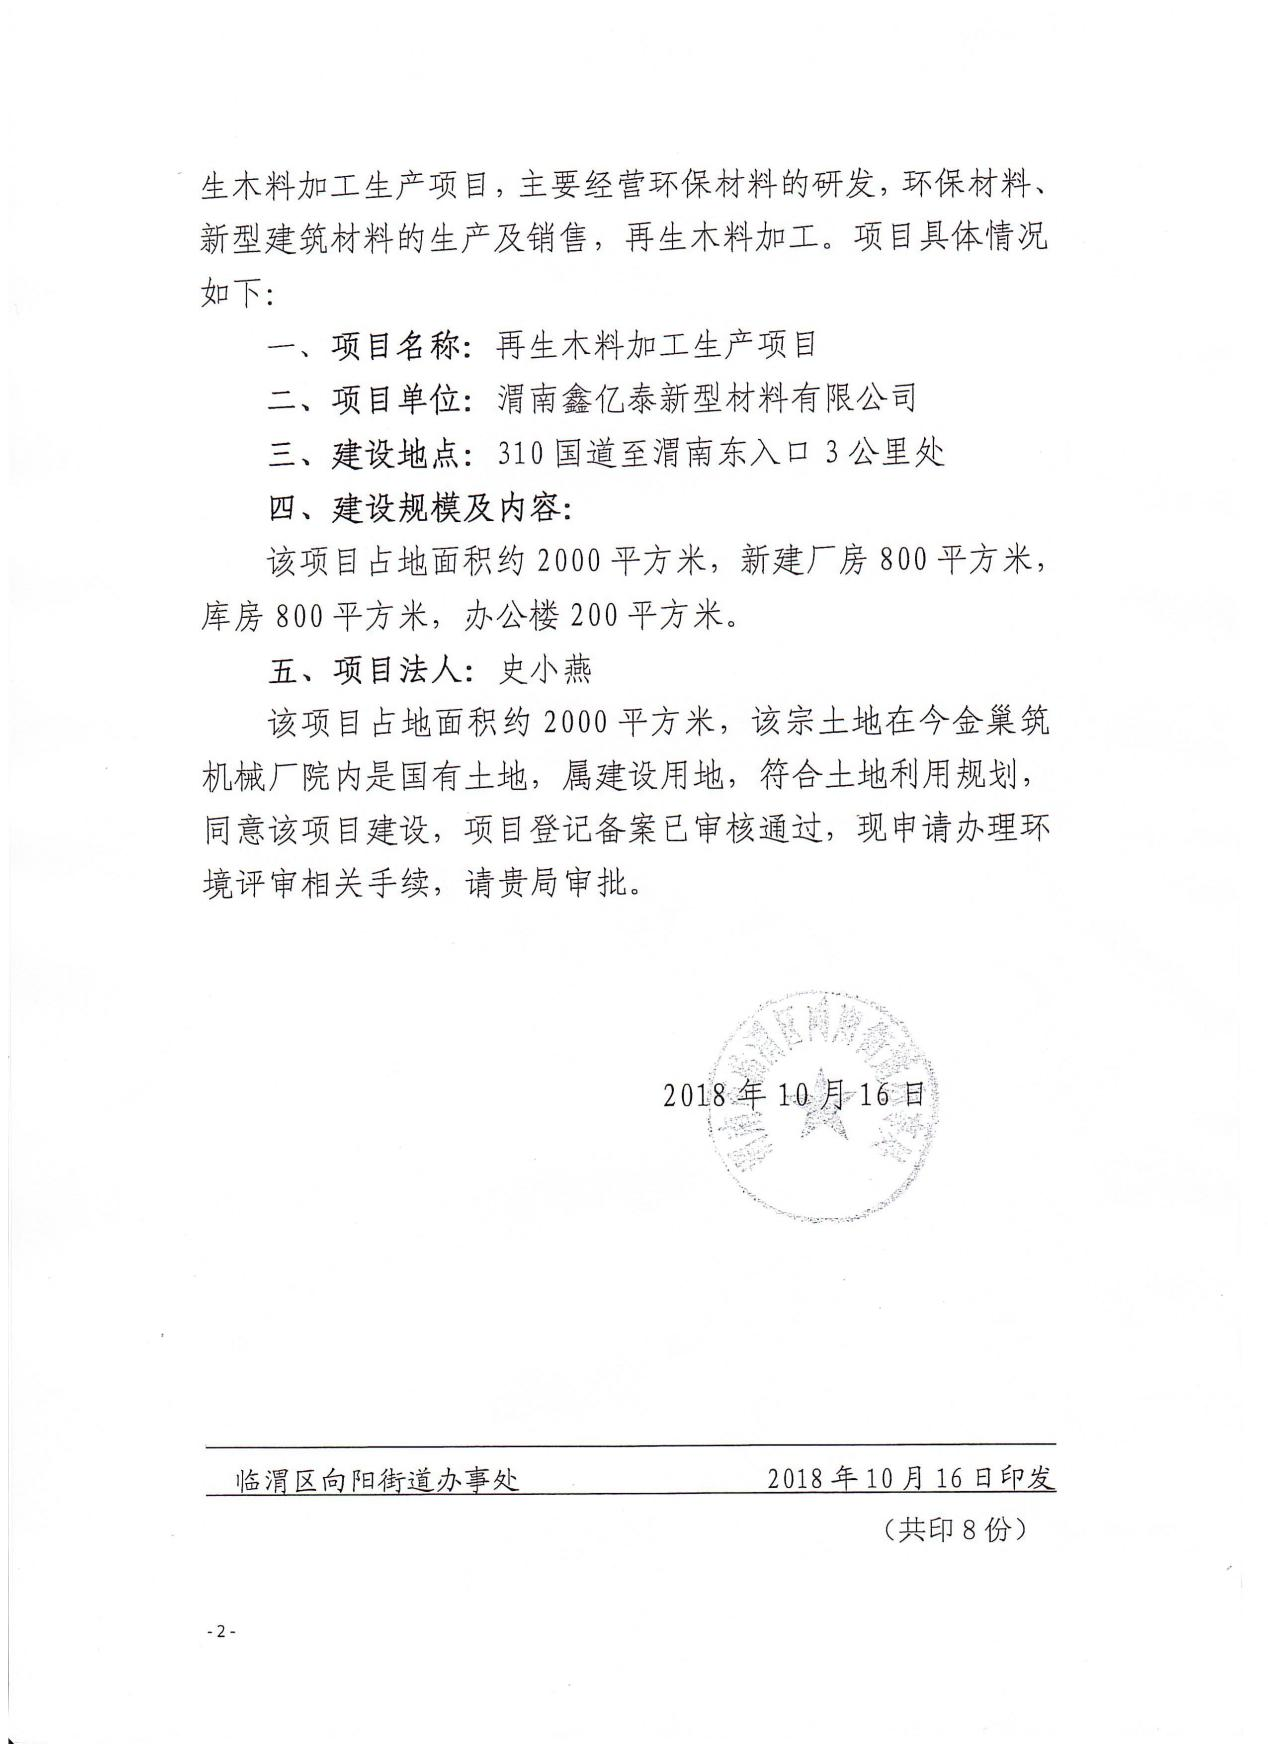 生木料加工生产项目，主要经营环保材料的研发，环保材料、
新型建筑材料的生产及销售，再生木料加工。项目具体情况
如下：
一、项目名称：再生木料加工生产项目
二、项目单位：渭南鑫亿泰新型材料有限公司
三、建设地点：310国道至渭南东入口3公里处
四、建设规模及内容：
该项目占地面积约2000平方米，新建厂房800平方米，
库房800平方米，办公楼200平方米。
五、项目法人：史小燕
该项目占地面积约2000平方米，该宗土地在今金巢筑
机械厂院内是国有土地，属建设用地，符合土地利用规划，
同意该项目建设，项目登记备案已审核通过，现申请办理环
境评审相关手续，请贵局审批。
2018年10月16日
临渭区向阳街道办事处 2018年10月16日印发
（共印8份）
-2-